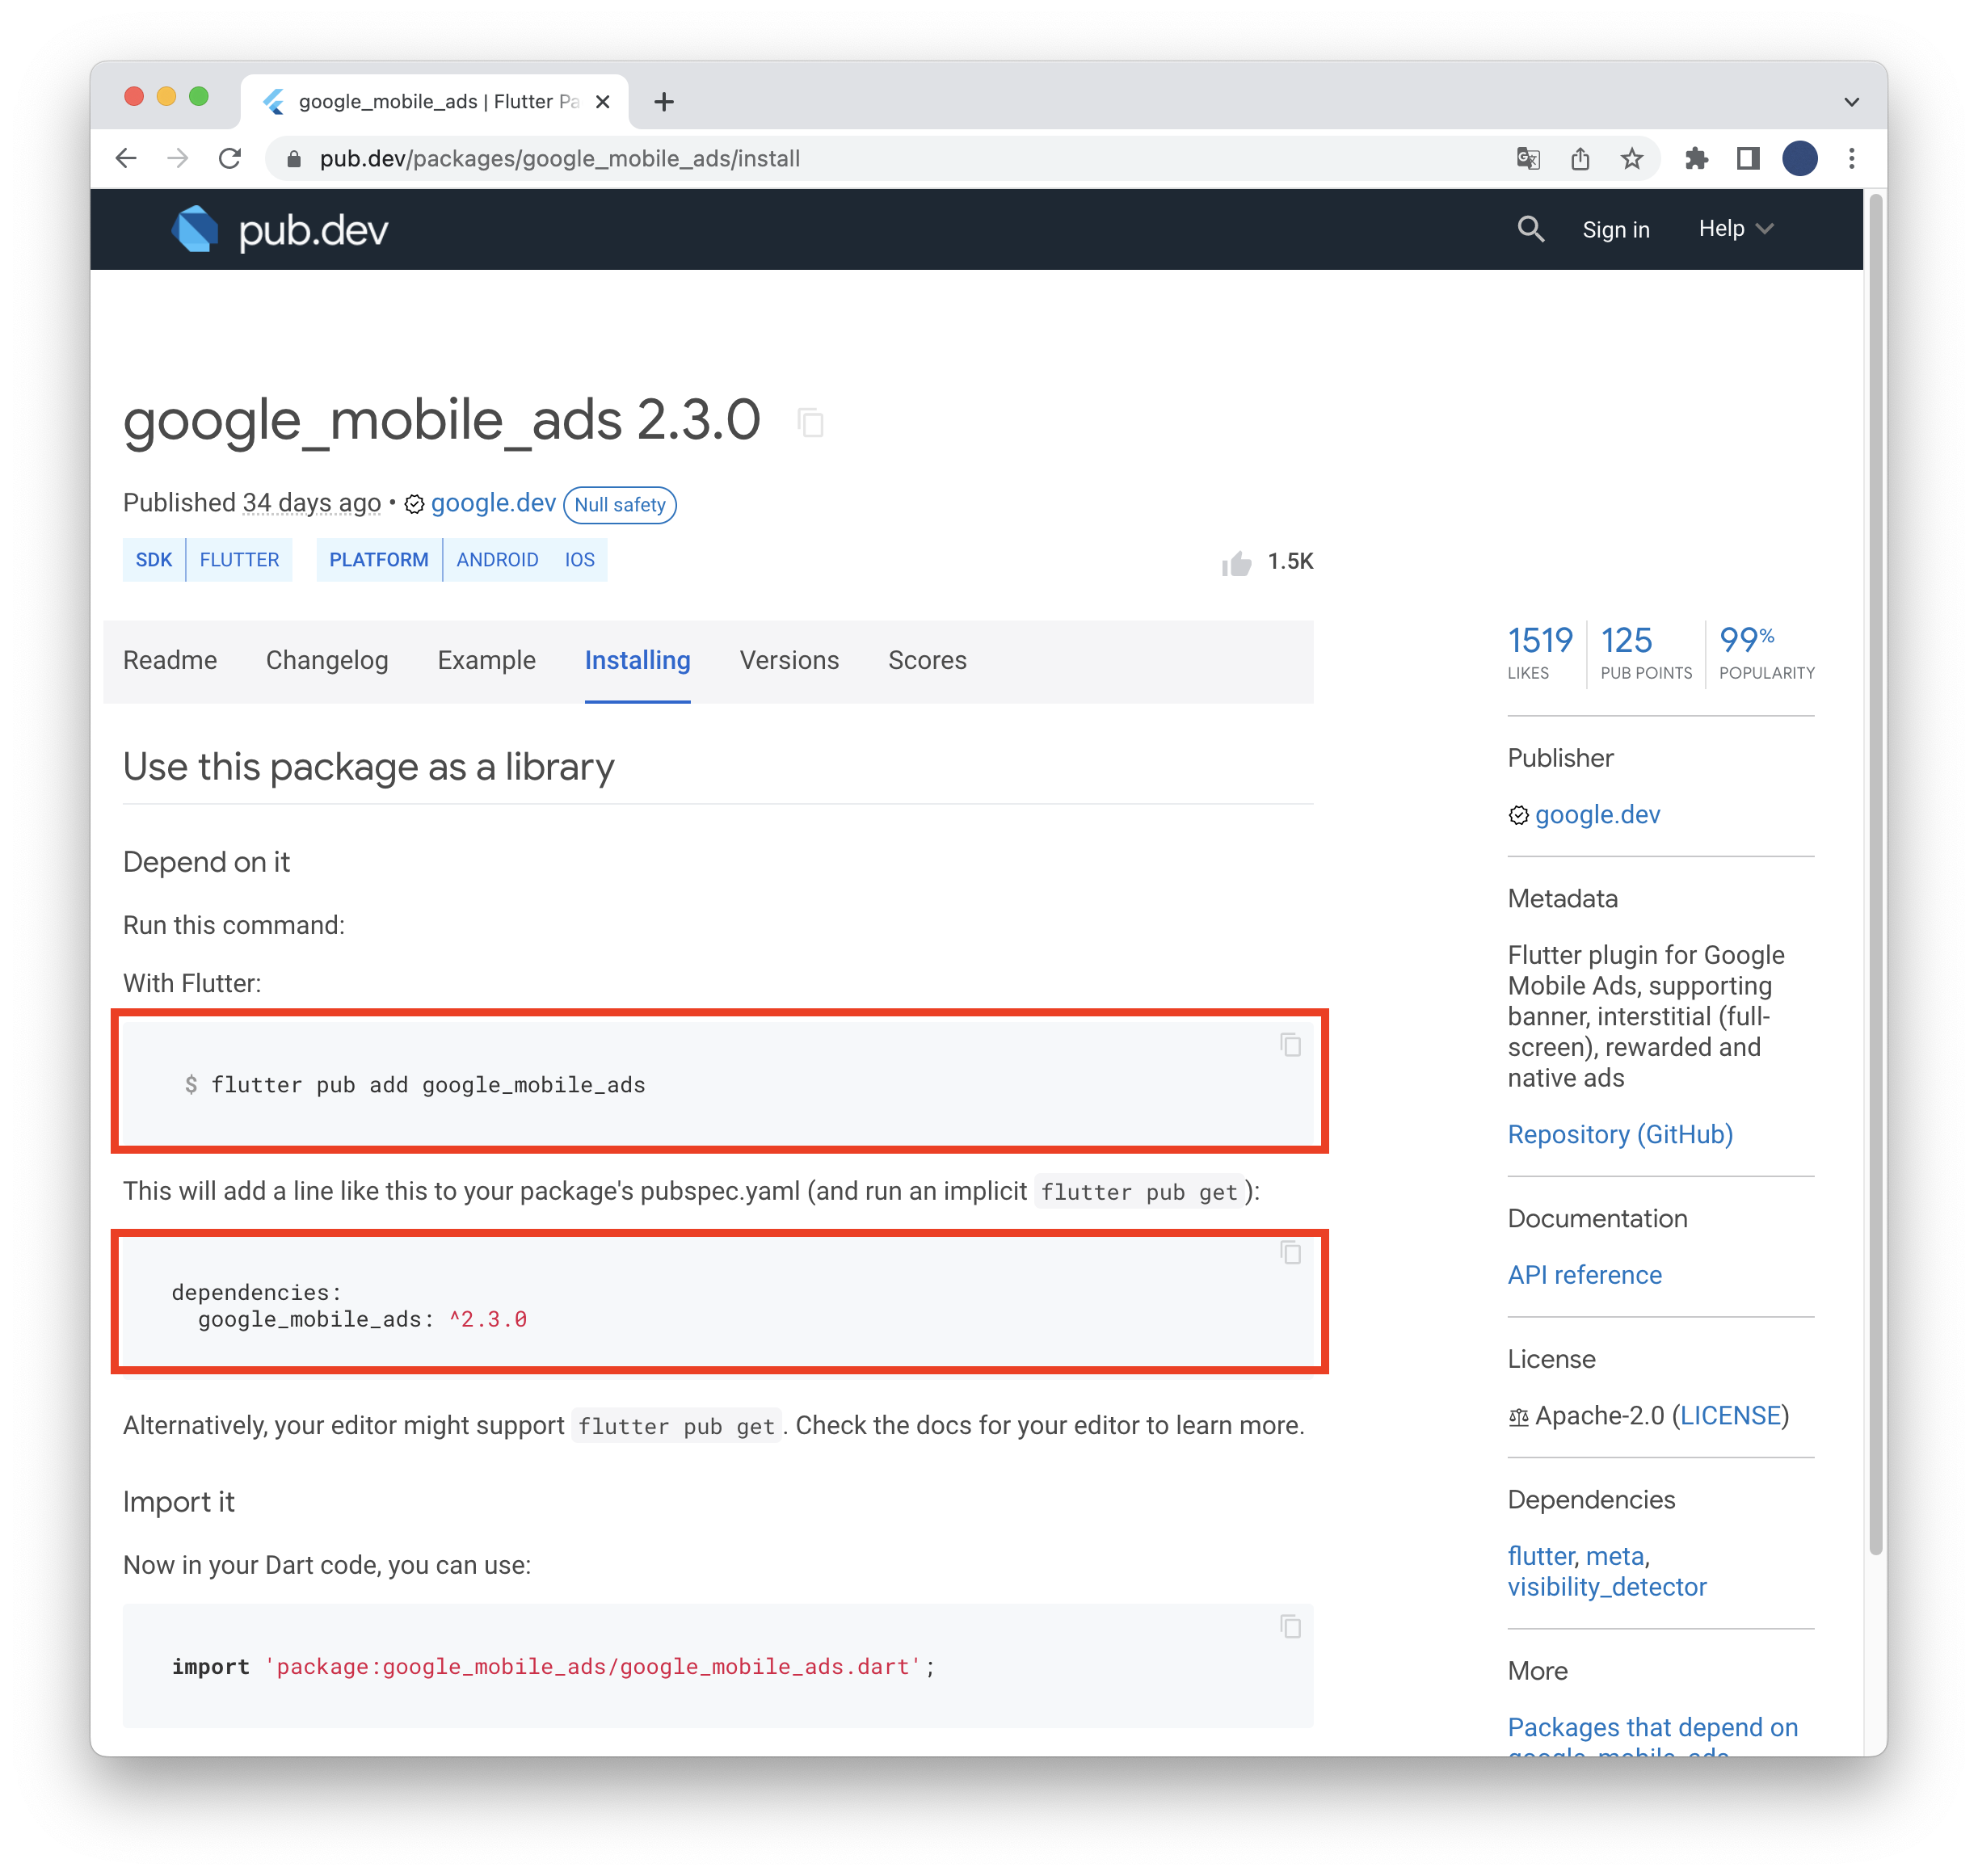 google_mobile_ads | Flutter Pa
pub.dev/packages/google_mobile_ads/install
pub.dev
Sign in
Help
google_mobile_ads 2.3.0
Published 34 days ago • google.dev Null safety
SDK FLUTTER PLATFORM ANDROID IOS
1.5K
Readme Changelog Example Installing Versions Scores
Use this package as a library
Depend on it
Run this command:
With Flutter:
$ flutter pub add google_mobile_ads
This will add a line like this to your package's pubspec.yaml (and run an implicit flutter pub get):
dependencies:
google_mobile_ads: ^2.3.0
Alternatively, your editor might support flutter pub get. Check the docs for your editor to learn more.
Import it
Now in your Dart code, you can use:
import 'package:google_mobile_ads/google_mobile_ads.dart';
1519 125 99%
LIKES PUB POINTS POPULARITY
Publisher
google.dev
Metadata
Flutter plugin for Google
Mobile Ads, supporting
banner, interstitial (full-
screen), rewarded and
native ads
Repository (GitHub)
Documentation
API reference
License
Apache-2.0 (LICENSE)
Dependencies
flutter, meta,
visibility_detector
More
Packages that depend on
google_mobile_ads